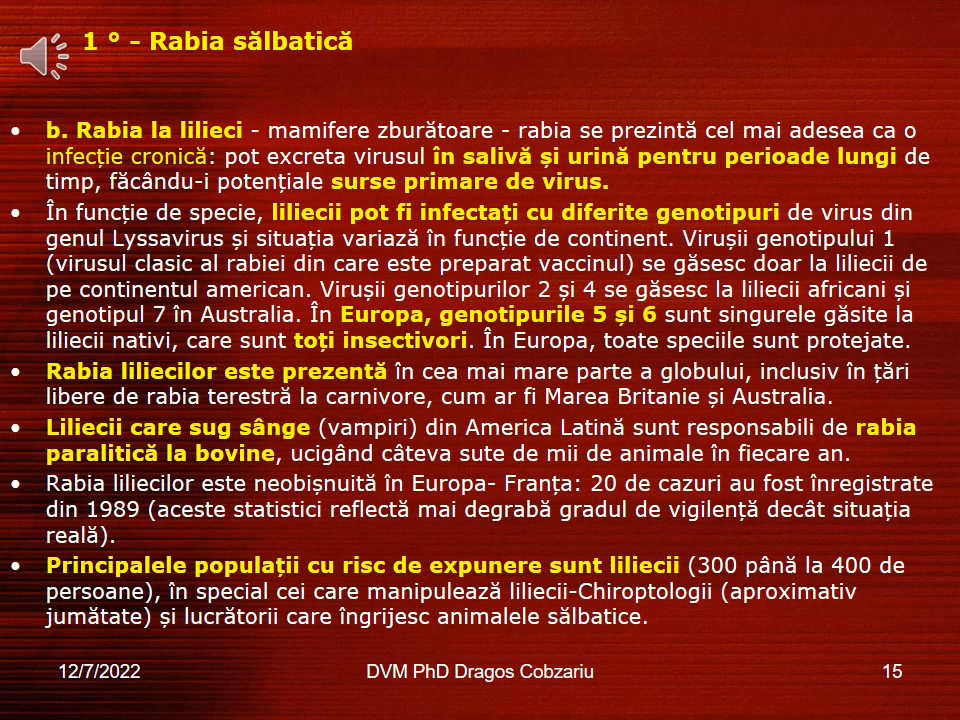 1 ° - Rabia sălbatică
• b. Rabia la lilieci - mamifere zburătoare - rabia se prezintă cel mai adesea ca o
infecție cronică: pot excreta virusul în salivă și urină pentru perioade lungi de
timp, făcându-i potențiale surse primare de virus.
• În funcție de specie, liliecii pot fi infectați cu diferite genotipuri de virus din
genul Lyssavirus și situația variază în funcție de continent. Virușii genotipului 1
(virusul clasic al rabiei din care este preparat vaccinul) se găsesc doar la liliecii de
pe continentul american. Virușii genotipurilor 2 și 4 se găsesc la liliecii africani și
genotipul 7 în Australia. În Europa, genotipurile 5 și 6 sunt singurele găsite la
liliecii nativi, care sunt toți insectivori. În Europa, toate speciile sunt protejate.
• Rabia liliecilor este prezentă în cea mai mare parte a globului, inclusiv în țări
libere de rabia terestră la carnivore, cum ar fi Marea Britanie și Australia.
• Liliecii care sug sânge (vampiri) din America Latină sunt responsabili de rabia
paralitică la bovine, ucigând câteva sute de mii de animale în fiecare an.
• Rabia liliecilor este neobișnuită în Europa- Franța: 20 de cazuri au fost înregistrate
din 1989 (aceste statistici reflectă mai degrabă gradul de vigilență decât situația
reală).
• Principalele populații cu risc de expunere sunt liliecii (300 până la 400 de
persoane), în special cei care manipulează liliecii-Chiroptologii (aproximativ
jumătate) și lucrătorii care îngrijesc animalele sălbatice.
12/7/2022 DVM PhD Dragos Cobzariu 15